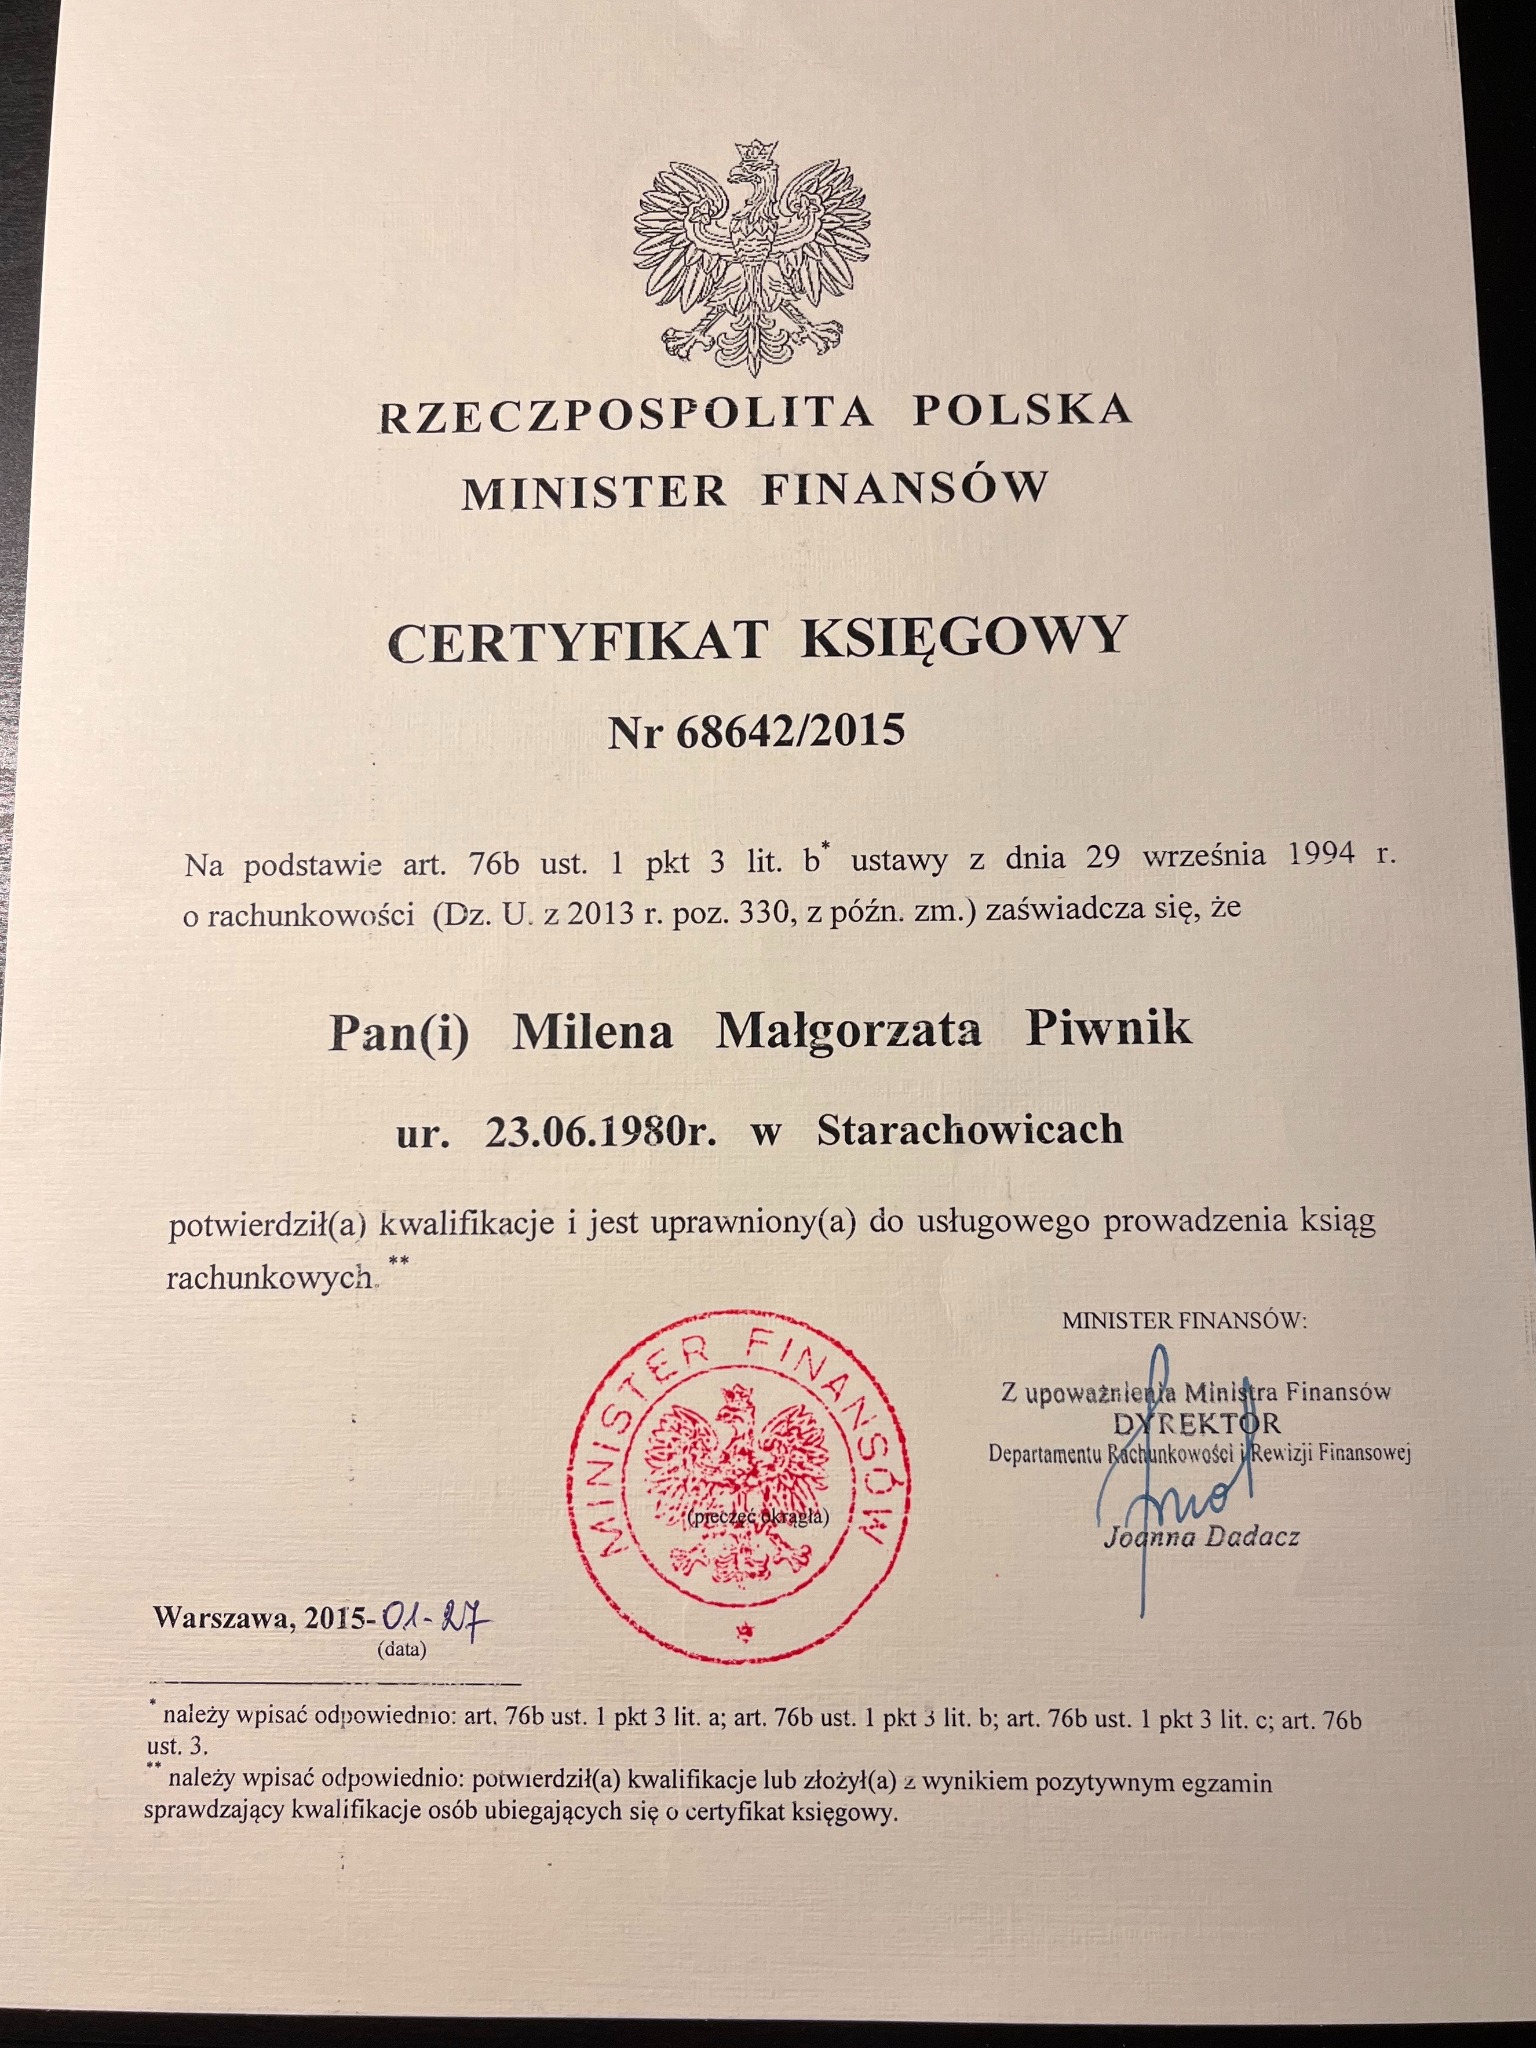 RZECZPOSPOLITA POLSKA
MINISTER FINANSÓW
CERTYFIKAT KSIĘGOWY
Nr 68642/2015
Na podstawie art. 76b ust. 1 pkt 3 lit. b* ustawy z dnia 29 września 1994 r.
o rachunkowości (Dz. U. z 2013 r. poz. 330, z późn. zm.) zaświadcza się, że
Pan(i) Milena Małgorzata Piwnik
ur. 23.06.1980r. w Starachowicach
potwierdził(a) kwalifikacje i jest uprawniony(a) do usługowego prowadzenia ksiąg
rachunkowych. **
MINISTER FINANSÓW:
Z upoważnienia Ministra Finansów
DYREKTOR
Departamentu Rachunkowości i Rewizji Finansowej
Joanna Dadacz
MINISTER FINANSÓW
(pieczęć okrągła)
Warszawa, 2015-01-27
(data)
* należy wpisać odpowiednio: art. 76b ust. 1 pkt 3 lit. a; art. 76b ust. 1 pkt 3 lit. b; art. 76b ust. 1 pkt 3 lit. c; art. 76b
ust. 3.
** należy wpisać odpowiednio: potwierdził(a) kwalifikacje lub złożył(a) z wynikiem pozytywnym egzamin
sprawdzający kwalifikacje osób ubiegających się o certyfikat księgowy.